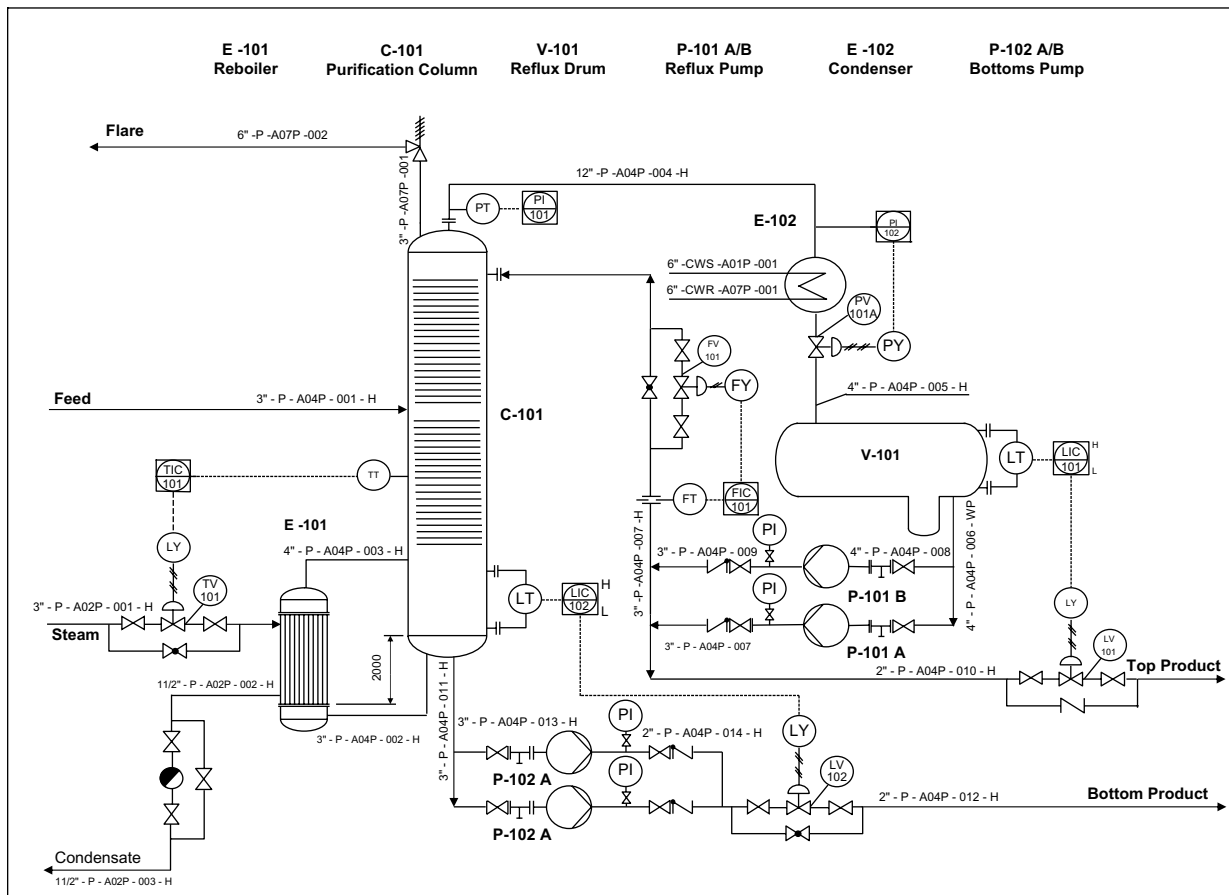 E -101
Reboiler
C-101
Purification Column
V-101
Reflux Drum
P-101 A/B
Reflux Pump
E -102
Condenser
P-102 A/B
Bottoms Pump
Flare
6" -P -A07P -002
3" -P -A07P -001
12" -P -A04P -004 -H
PT
PI
101
E-102
PI
102
6" -CWS -A01P -001
6" -CWR -A07P -001
PV
101A
PY
FV
101
FY
4" - P - A04P - 005 - H
Feed
3" - P - A04P - 001 - H
C-101
V-101
LT
LIC
101
H
L
TIC
101
TT
FT
FIC
101
3" -P -A04P -007 -H
E -101
4" - P - A04P - 003 - H
LY
PI
3" - P - A04P - 009
4" - P - A04P - 008
4" - P - A04P - 006 - WP
P-101 B
TV
101
3" - P - A02P - 001 - H
Steam
LT
LIC
102
H
L
PI
P-101 A
3" - P - A04P - 007
LY
LV
101
2" - P - A04P - 010 - H
Top Product
2000
11/2" - P - A02P - 002 - H
3" - P - A04P - 002 - H
3" - P - A04P - 011 - H
3" - P - A04P - 013 - H
PI
2" - P - A04P - 014 - H
LY
P-102 A
PI
LV
102
2" - P - A04P - 012 - H
Bottom Product
P-102 A
Condensate
11/2" - P - A02P - 003 - H